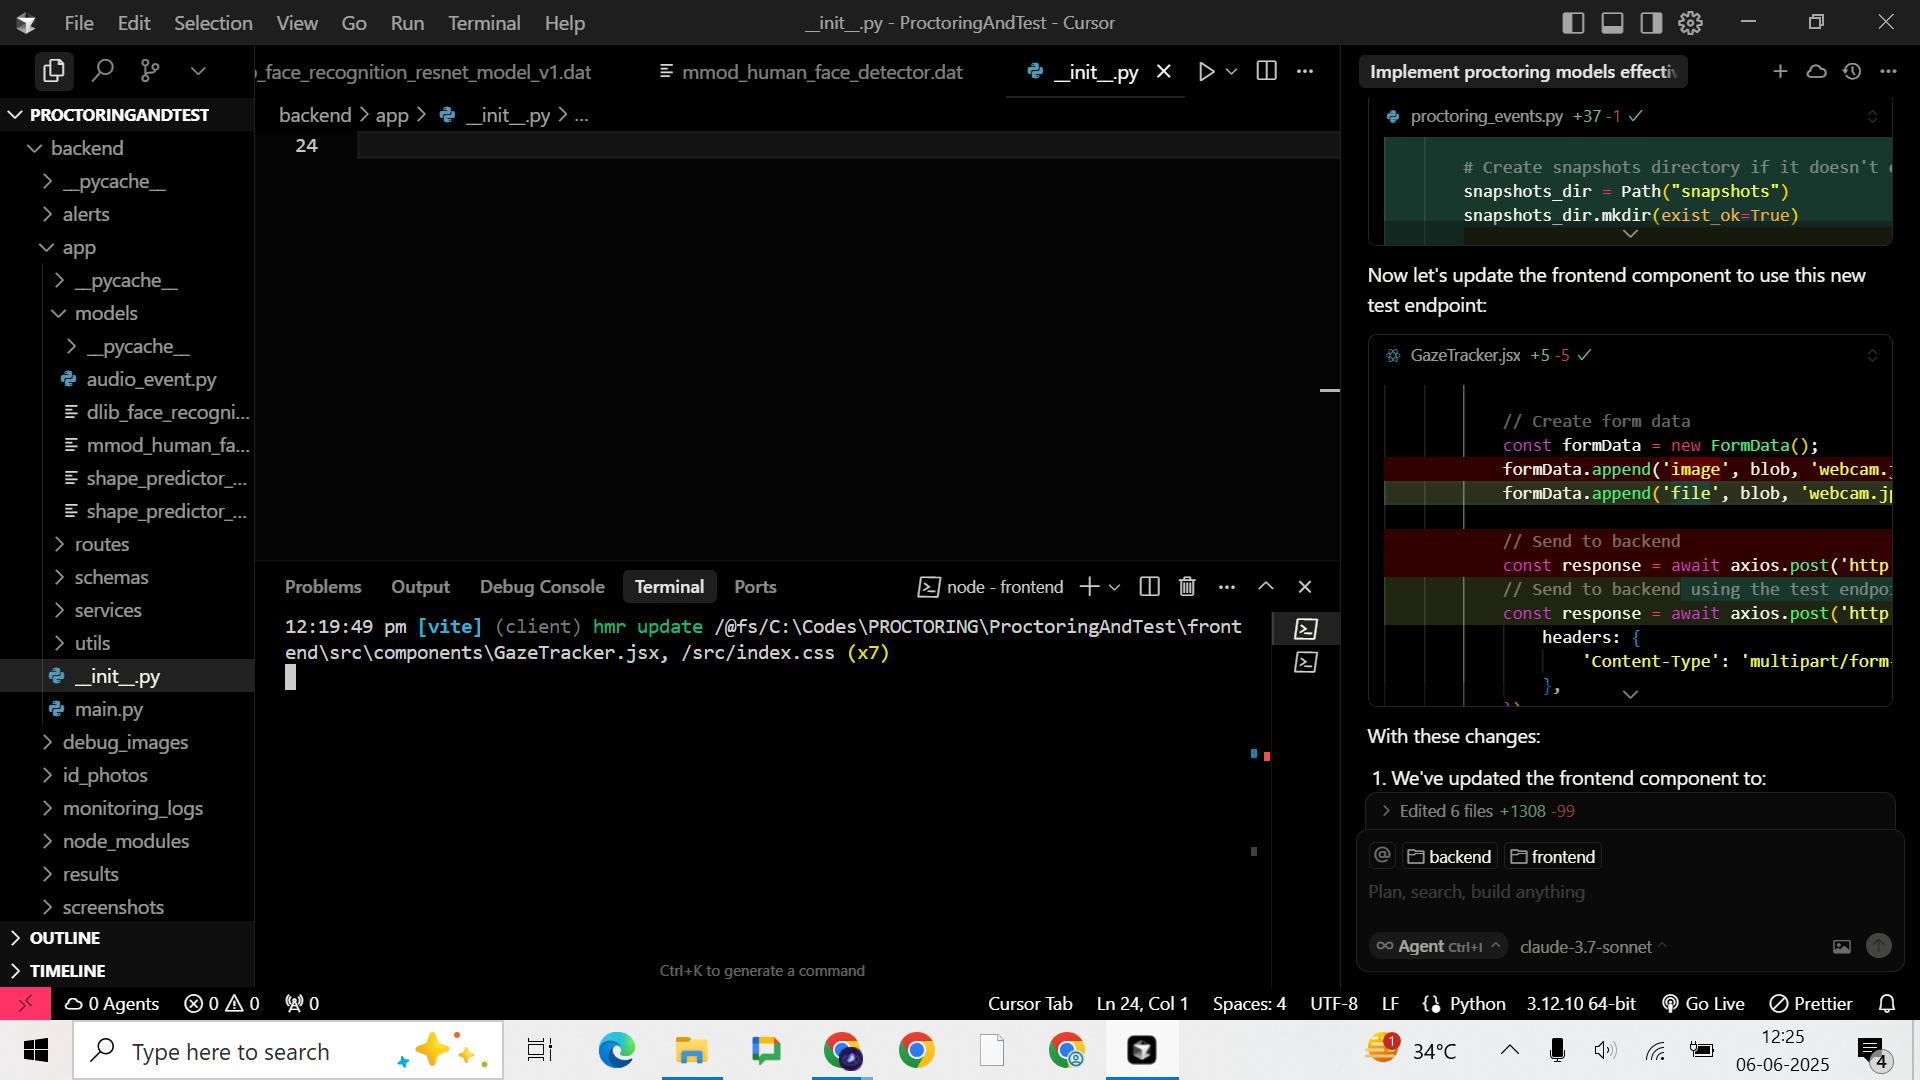 File Edit Selection View Go Run Terminal Help
__init__.py - ProctoringAndTest - Cursor
_face_recognition_resnet_model_v1.dat
mmod_human_face_detector.dat
__init__.py
PROCTORINGANDTEST
backend
__pycache__
alerts
app
__pycache__
models
__pycache__
audio_event.py
dlib_face_recogni...
mmod_human_fa...
shape_predictor_...
shape_predictor_...
routes
schemas
services
utils
__init__.py
main.py
debug_images
id_photos
monitoring_logs
node_modules
results
screenshots
OUTLINE
TIMELINE
backend > app > __init__.py > ...
24
Problems Output Debug Console Terminal Ports
node - frontend
12:19:49 pm [vite] (client) hmr update /@fs/C:\Codes\PROCTORING\ProctoringAndTest\front
end\src\components\GazeTracker.jsx, /src/index.css (x7)
Ctrl+K to generate a command
Implement proctoring models effectiv
proctoring_events.py +37 -1
# Create snapshots directory if it doesn't
snapshots_dir = Path("snapshots")
snapshots_dir.mkdir(exist_ok=True)
Now let's update the frontend component to use this new
test endpoint:
GazeTracker.jsx +5 -5
// Create form data
const formData = new FormData();
formData.append('image', blob, 'webcam.
formData.append('file', blob, 'webcam.j
// Send to backend
const response = await axios.post('http
// Send to backend using the test endpoi
const response = await axios.post('http
headers: {
'Content-Type': 'multipart/form-
},
With these changes:
1. We've updated the frontend component to:
Edited 6 files +1308 -99
@ backend frontend
Plan, search, build anything
∞ Agent Ctrl+I claude-3.7-sonnet
0 Agents 0 0 0
Cursor Tab Ln 24, Col 1 Spaces: 4 UTF-8 LF Python 3.12.10 64-bit Go Live Prettier
Type here to search
1
34°C
12:25
06-06-2025
4